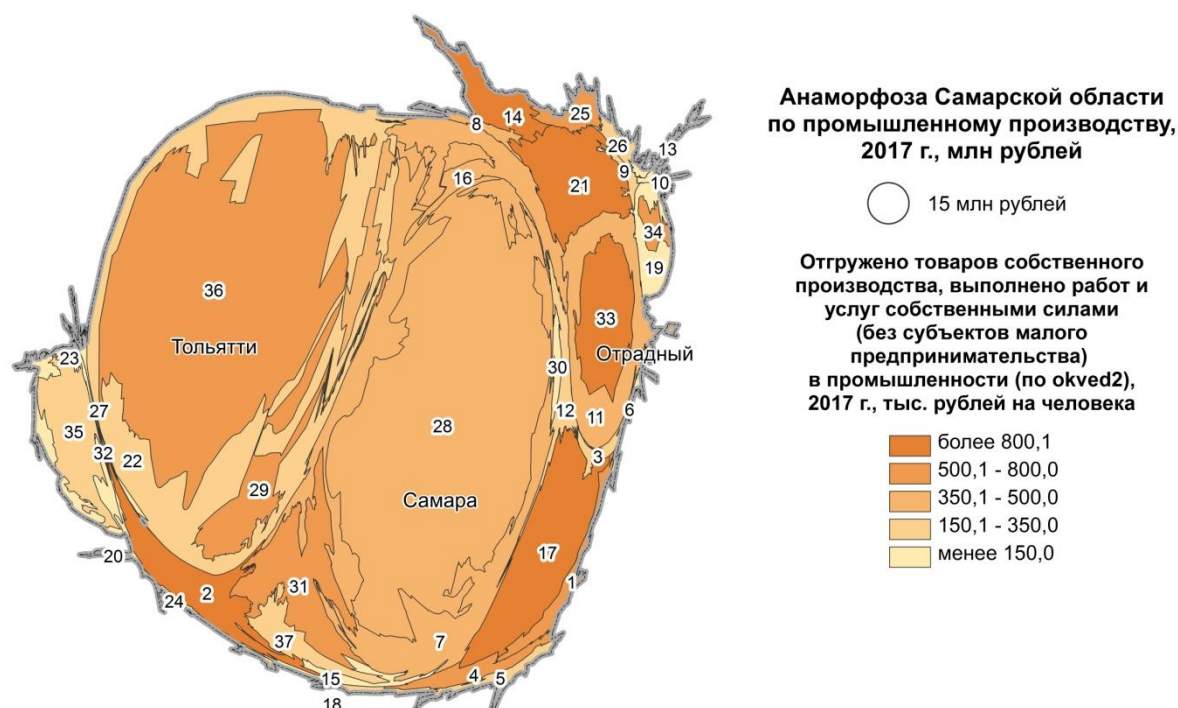 Анаморфоза Самарской области
по промышленному производству,
2017 г., млн рублей
15 млн рублей
Отгружено товаров собственного
производства, выполнено работ и
услуг собственными силами
(без субъектов малого
предпринимательства)
в промышленности (по okved2),
2017 г., тыс. рублей на человека
более 800,1
500,1 - 800,0
350,1 - 500,0
150,1 - 350,0
менее 150,0
14
25
8
26
13
9
16
21
10
34
19
36
33
Тольятти
Отрадный
23
30
27
12
6
11
35
28
32
22
3
29
Самара
17
20
31
1
2
24
37
7
15
4
5
18